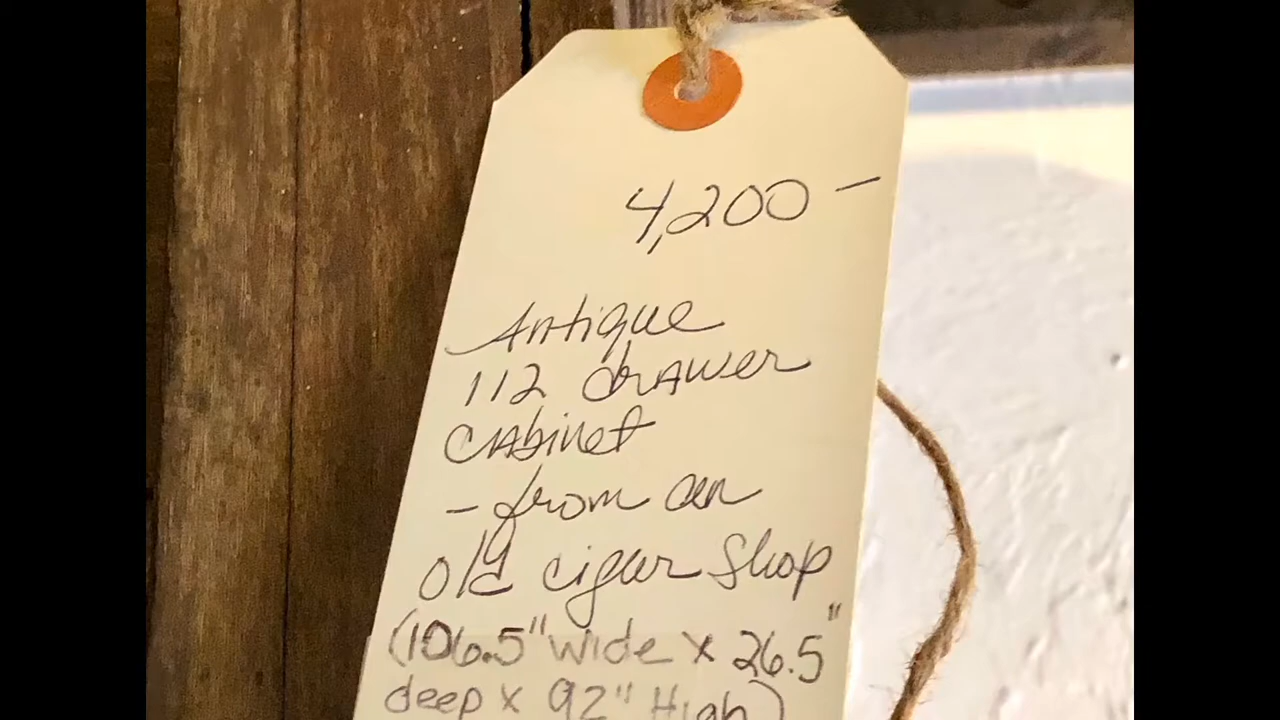 4,200 –
Antique
112 drawer
cabinet
- from an
old cigar shop
(106.5" wide x 26.5"
deep x 92" High)